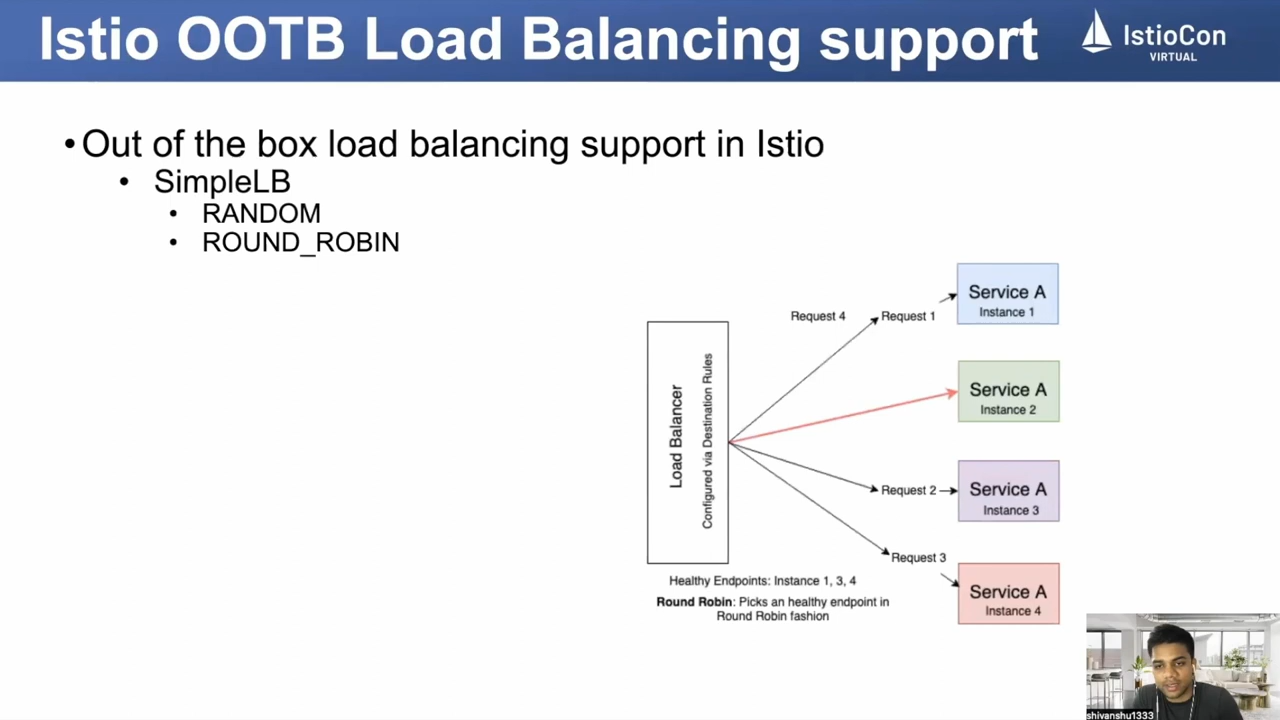 Istio OOTB Load Balancing support
IstioCon
VIRTUAL
• Out of the box load balancing support in Istio
• SimpleLB
• RANDOM
• ROUND_ROBIN
Load Balancer
Configured via Destination Rules
Request 4
Request 1
Service A
Instance 1
Service A
Instance 2
Request 2
Service A
Instance 3
Request 3
Service A
Instance 4
Healthy Endpoints: Instance 1, 3, 4
Round Robin: Picks an healthy endpoint in
Round Robin fashion
shivanshu1333